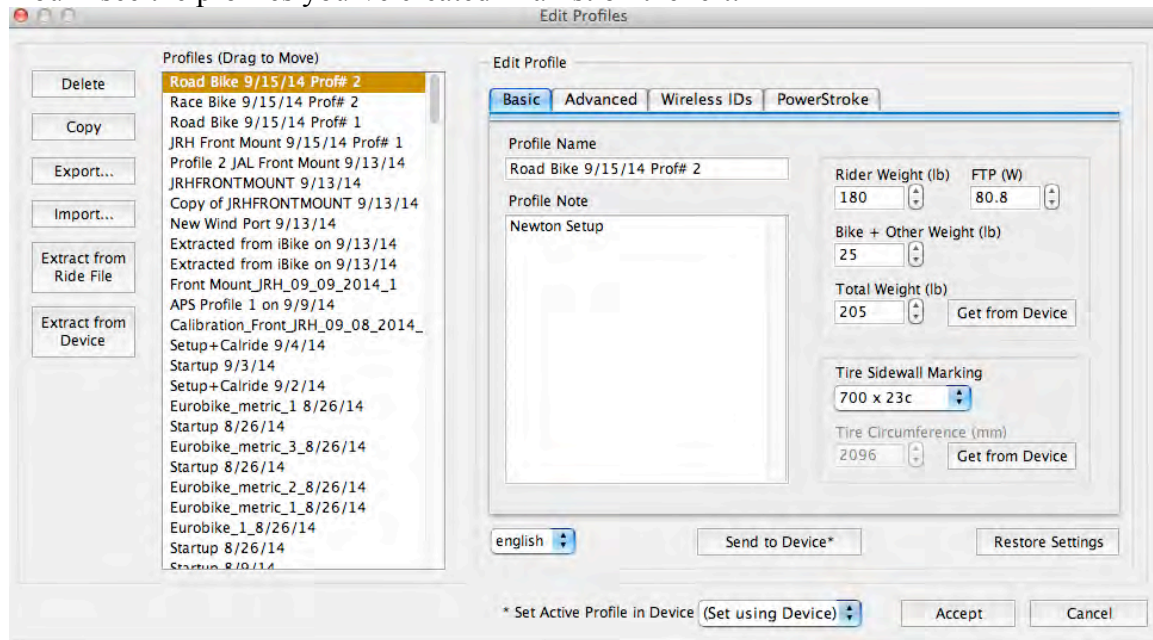 Edit Profiles
Profiles (Drag to Move)
Delete
Copy
Export...
Import...
Extract from
Ride File
Extract from
Device
Road Bike 9/15/14 Prof# 2
Race Bike 9/15/14 Prof# 2
Road Bike 9/15/14 Prof# 1
JRH Front Mount 9/15/14 Prof# 1
Profile 2 JAL Front Mount 9/13/14
JRHFRONTMOUNT 9/13/14
Copy of JRHFRONTMOUNT 9/13/14
New Wind Port 9/13/14
Extracted from iBike on 9/13/14
Extracted from iBike on 9/13/14
Front Mount_JRH_09_09_2014_1
APS Profile 1 on 9/9/14
Calibration_Front_JRH_09_08_2014_
Setup+Calride 9/4/14
Startup 9/3/14
Setup+Calride 9/2/14
Eurobike_metric_1 8/26/14
Startup 8/26/14
Eurobike_metric_3_8/26/14
Startup 8/26/14
Eurobike_metric_2_8/26/14
Eurobike_metric_1_8/26/14
Eurobike_1_8/26/14
Startup 8/26/14
Startup 8/9/14
Edit Profile
Basic Advanced Wireless IDs PowerStroke
Profile Name
Road Bike 9/15/14 Prof# 2
Profile Note
Newton Setup
Rider Weight (lb) FTP (W)
180 80.8
Bike + Other Weight (lb)
25
Total Weight (lb)
205 Get from Device
Tire Sidewall Marking
700 x 23c
Tire Circumference (mm)
2096 Get from Device
english Send to Device* Restore Settings
* Set Active Profile in Device (Set using Device) Accept Cancel